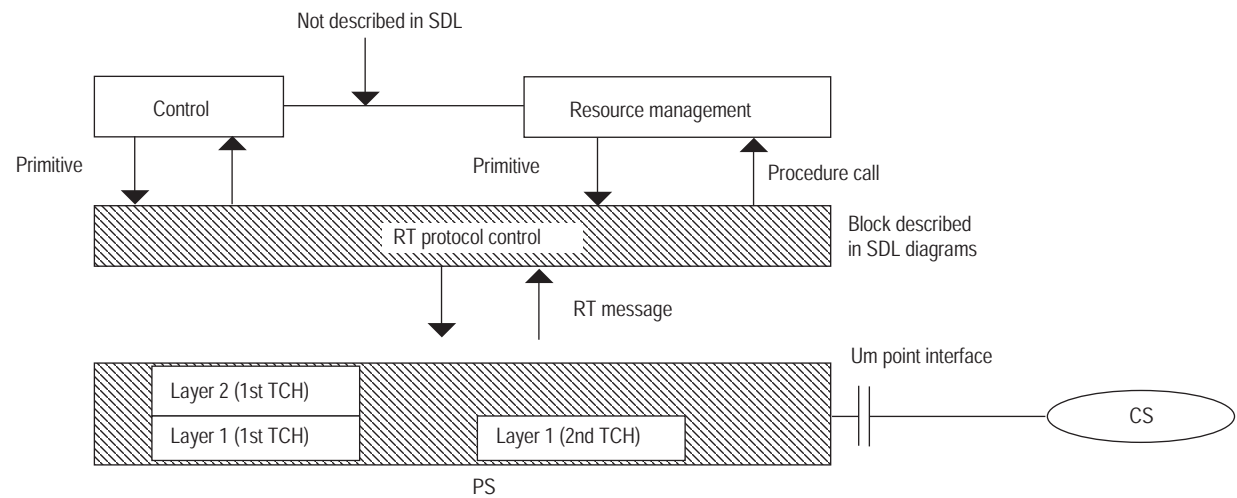 Not described in SDL
Control
Resource management
Primitive
Primitive
Procedure call
RT protocol control
Block described
in SDL diagrams
RT message
Um point interface
Layer 2 (1st TCH)
Layer 1 (1st TCH)
Layer 1 (2nd TCH)
CS
PS